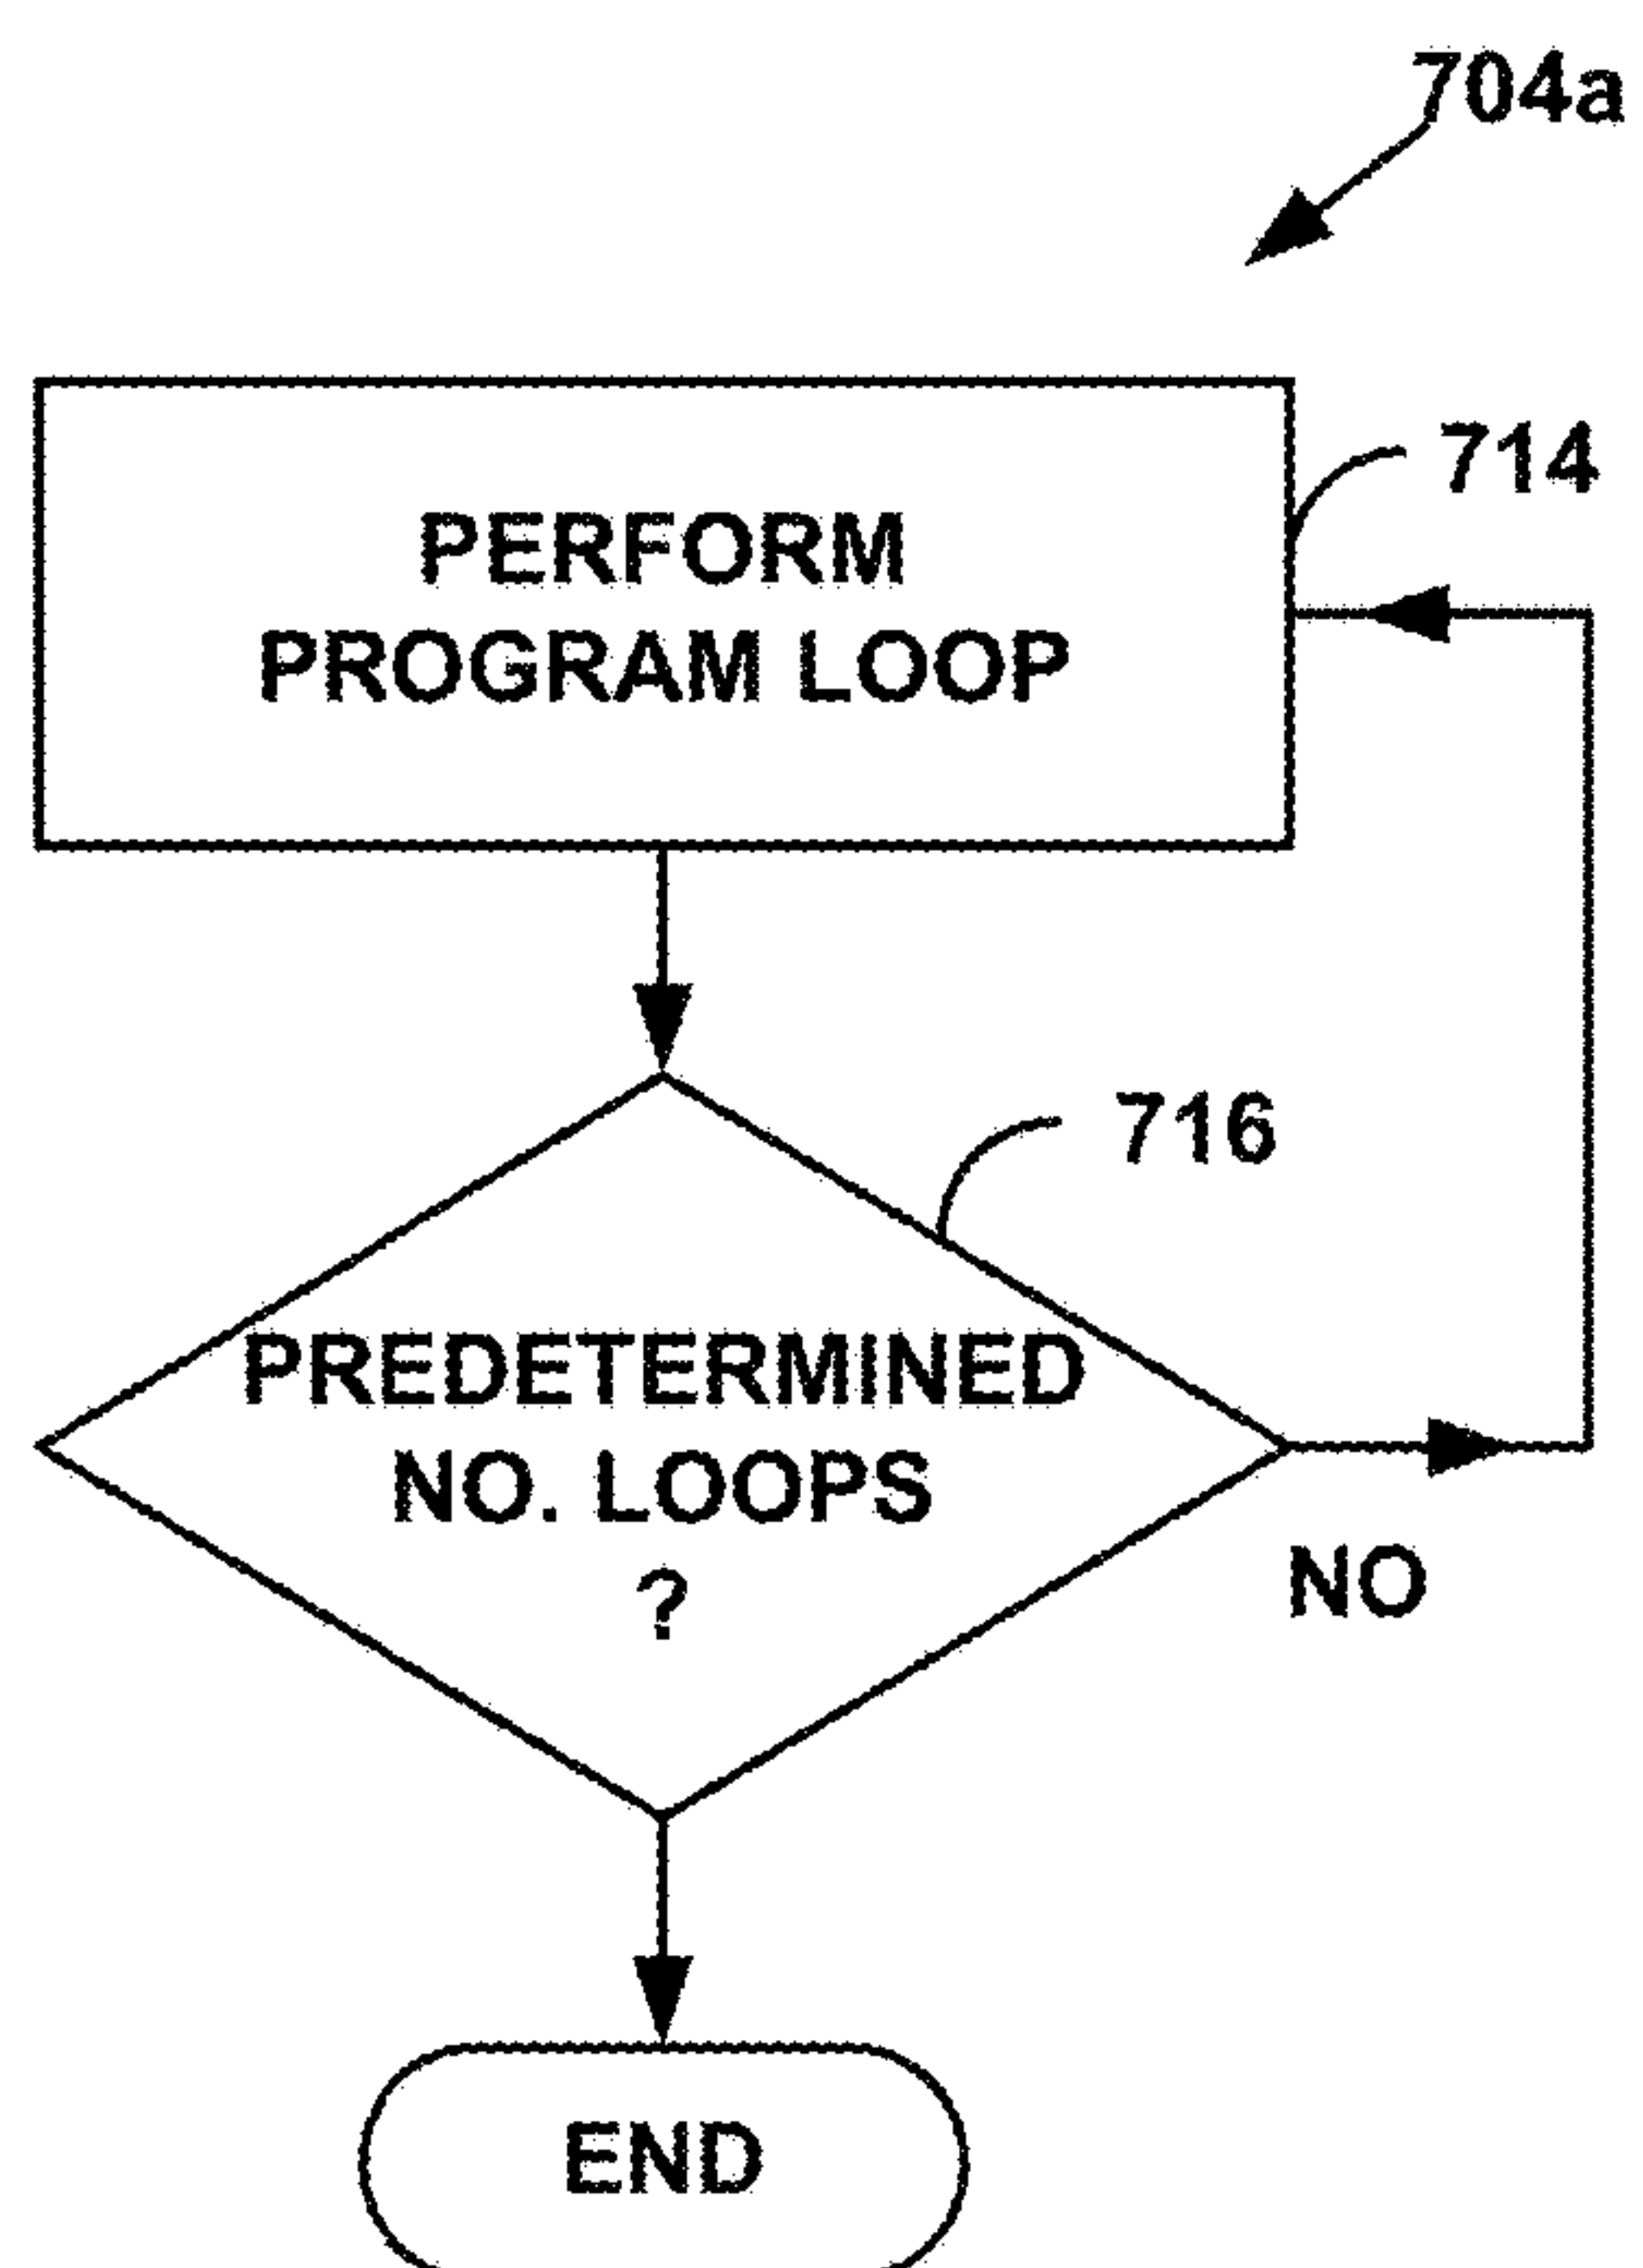 704a
714
PERFORM
PROGRAM LOOP
716
PREDETERMINED
NO. LOOPS
?
NO
END